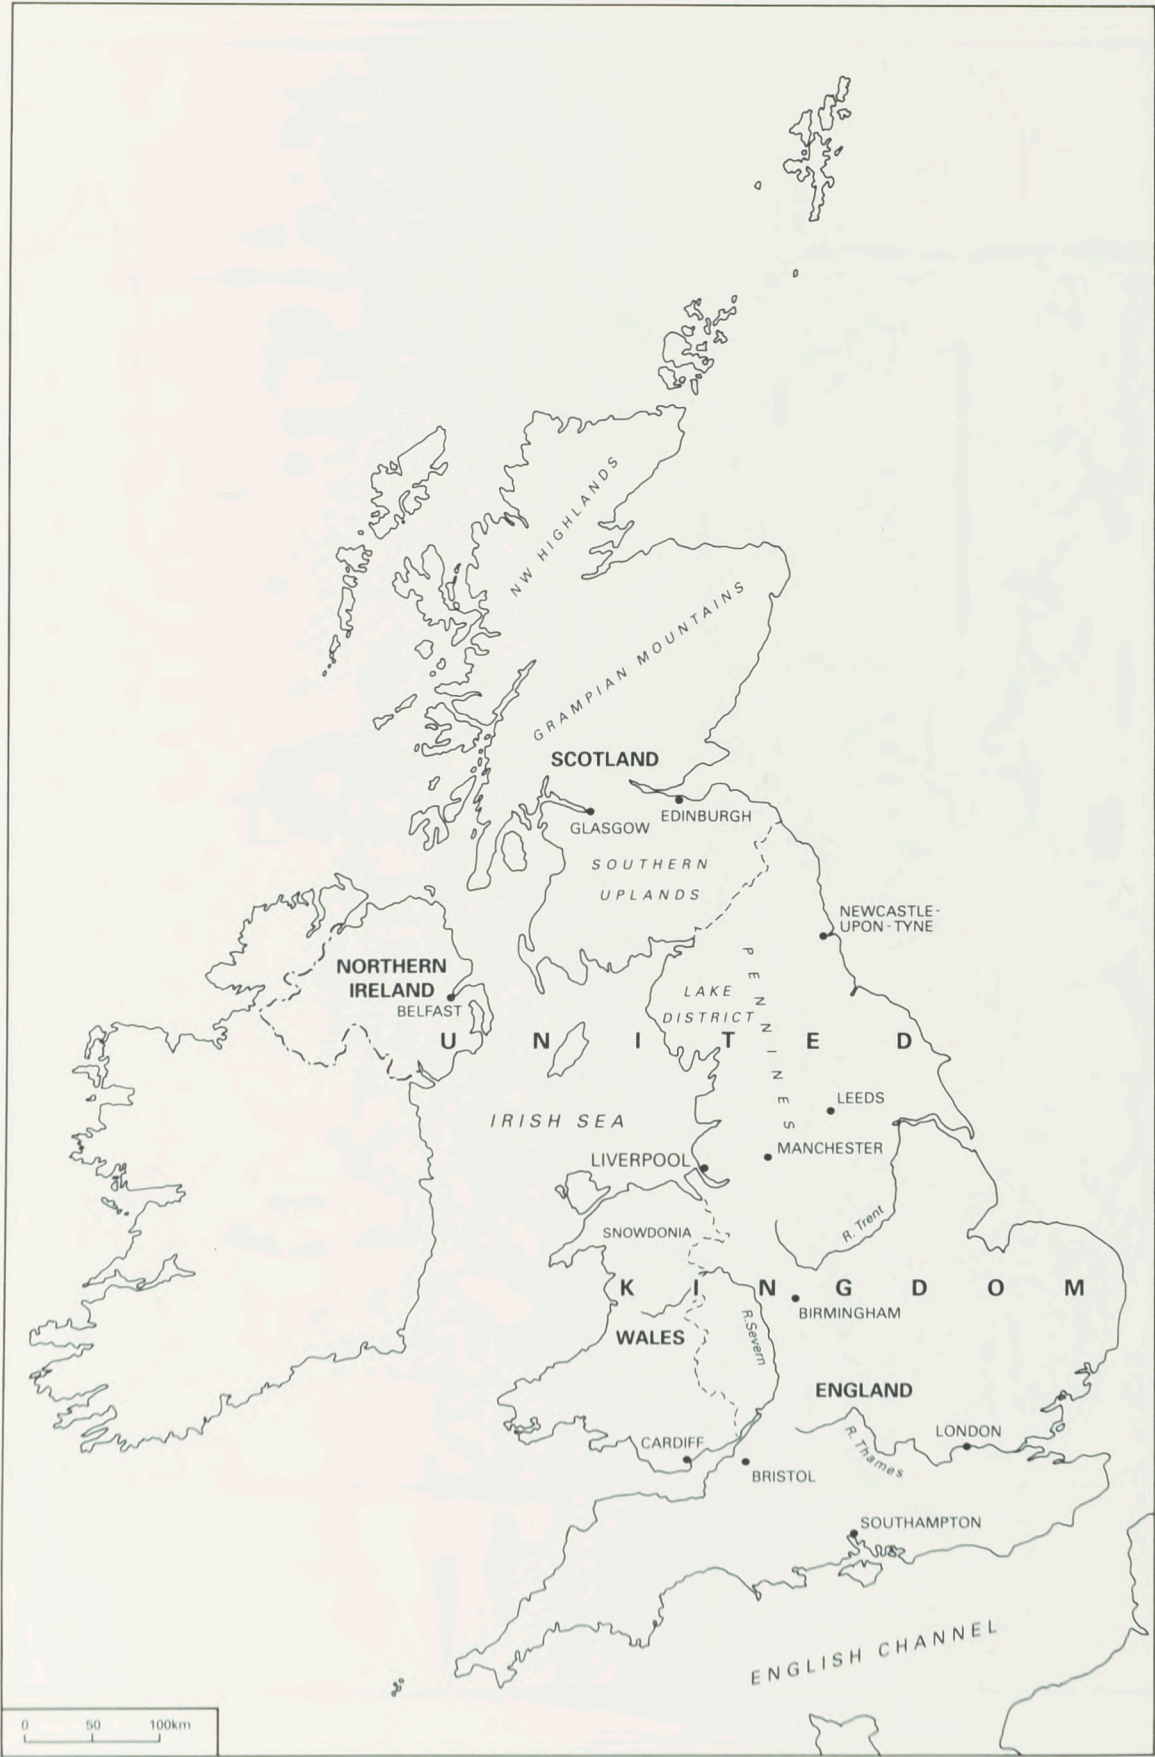 NW HIGHLANDS
GRAMPIAN MOUNTAINS
SCOTLAND
GLASGOW
EDINBURGH
SOUTHERN
UPLANDS
NEWCASTLE-
UPON-TYNE
NORTHERN
IRELAND
BELFAST
LAKE
DISTRICT
PENNINES
UNITED
IRISH SEA
LEEDS
MANCHESTER
LIVERPOOL
SNOWDONIA
R. Trent
KINGDOM
BIRMINGHAM
R.Severn
WALES
ENGLAND
R. Thames
LONDON
CARDIFF
BRISTOL
SOUTHAMPTON
ENGLISH CHANNEL
0 50 100km